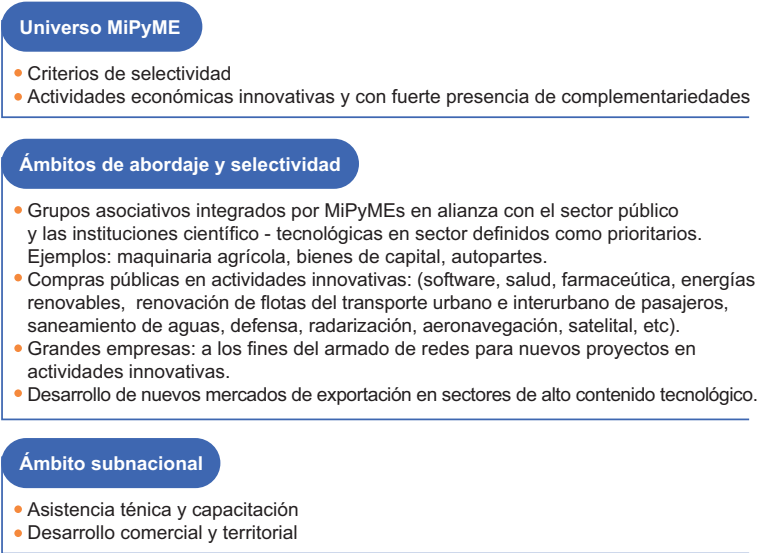 Universo MiPyME
• Criterios de selectividad
• Actividades económicas innovativas y con fuerte presencia de complementariedades
Ámbitos de abordaje y selectividad
• Grupos asociativos integrados por MiPyMEs en alianza con el sector público
y las instituciones científico - tecnológicas en sector definidos como prioritarios.
Ejemplos: maquinaria agrícola, bienes de capital, autopartes.
• Compras públicas en actividades innovativas: (software, salud, farmaceútica, energías
renovables, renovación de flotas del transporte urbano e interurbano de pasajeros,
saneamiento de aguas, defensa, radarización, aeronavegación, satelital, etc).
• Grandes empresas: a los fines del armado de redes para nuevos proyectos en
actividades innovativas.
• Desarrollo de nuevos mercados de exportación en sectores de alto contenido tecnológico.
Ámbito subnacional
• Asistencia ténica y capacitación
• Desarrollo comercial y territorial